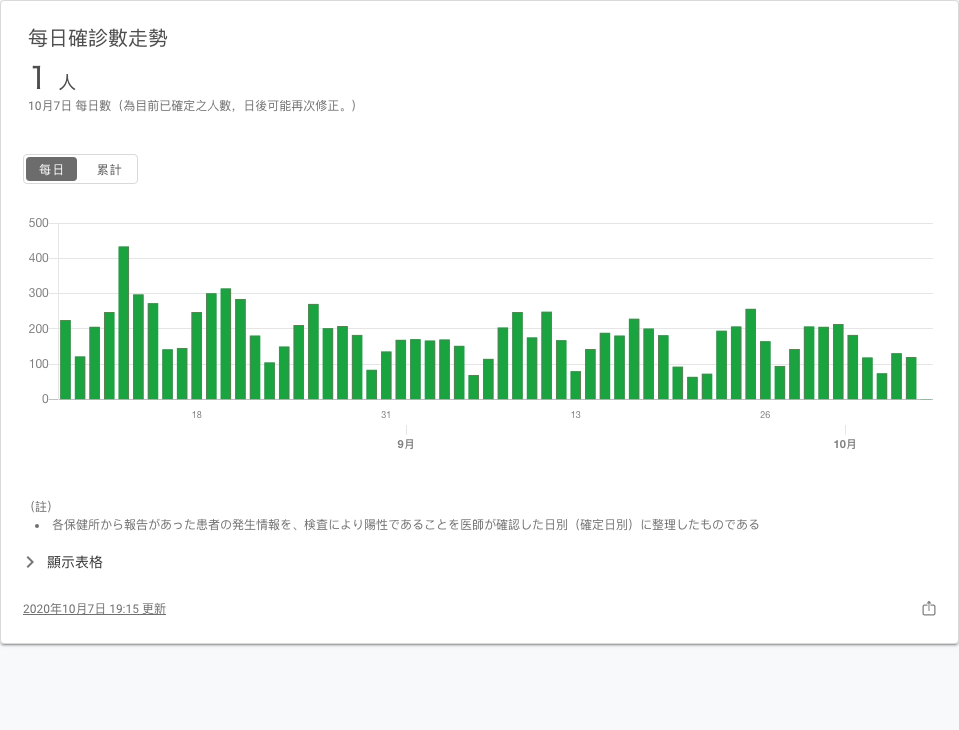 每日確診數走勢
1 人
10月7日 每日數（為目前已確定之人數，日後可能再次修正。）
每日 累計
500
400
300
200
100
0
18 31 13 26
9月 10月
（註）
• 各保健所から報告があった患者の発生情報を、検査により陽性であることを医師が確認した日別（確定日別）に整理したものである
顯示表格
2020年10月7日 19:15 更新